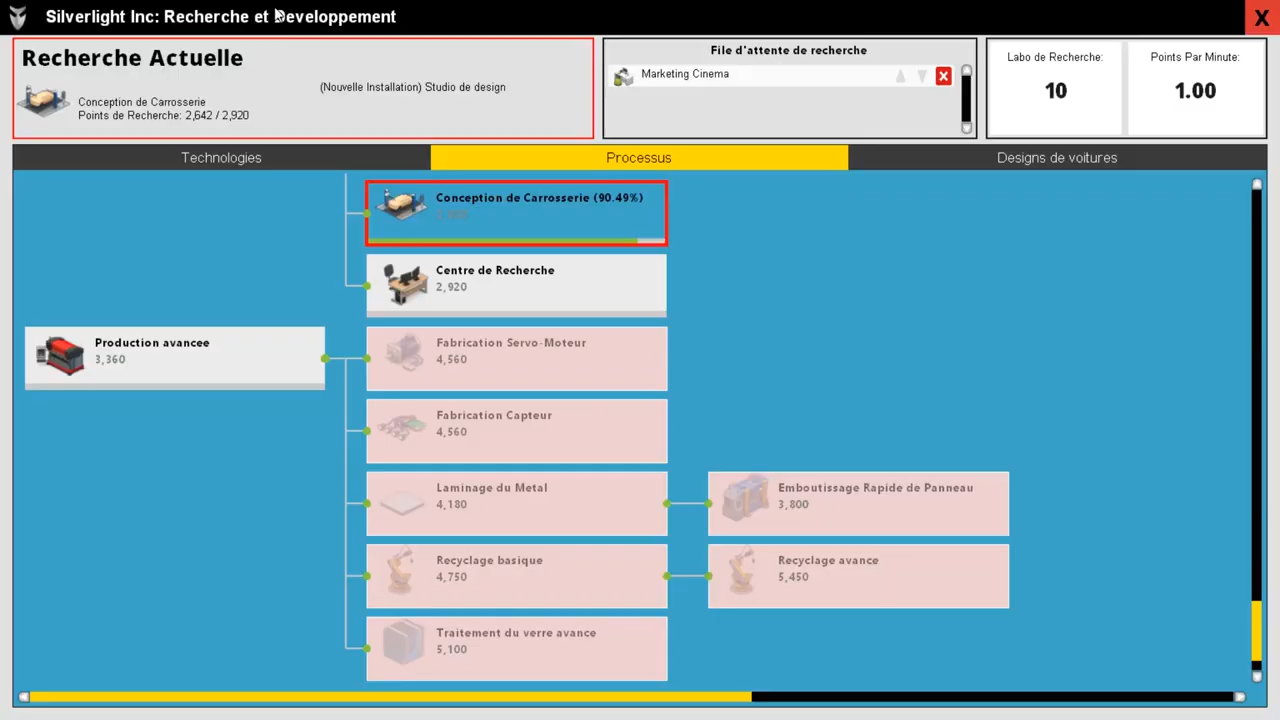 Silverlight Inc: Recherche et Developpement
X
Recherche Actuelle
(Nouvelle Installation) Studio de design
Conception de Carrosserie
Points de Recherche: 2,642 / 2,920
File d'attente de recherche
Marketing Cinema
Labo de Recherche:
10
Points Par Minute:
1.00
Technologies
Processus
Designs de voitures
Conception de Carrosserie (90.49%)
Centre de Recherche
2,920
Production avancee
3,360
Fabrication Servo-Moteur
4,560
Fabrication Capteur
4,560
Laminage du Metal
4,180
Emboutissage Rapide de Panneau
3,800
Recyclage basique
4,750
Recyclage avance
5,450
Traitement du verre avance
5,100